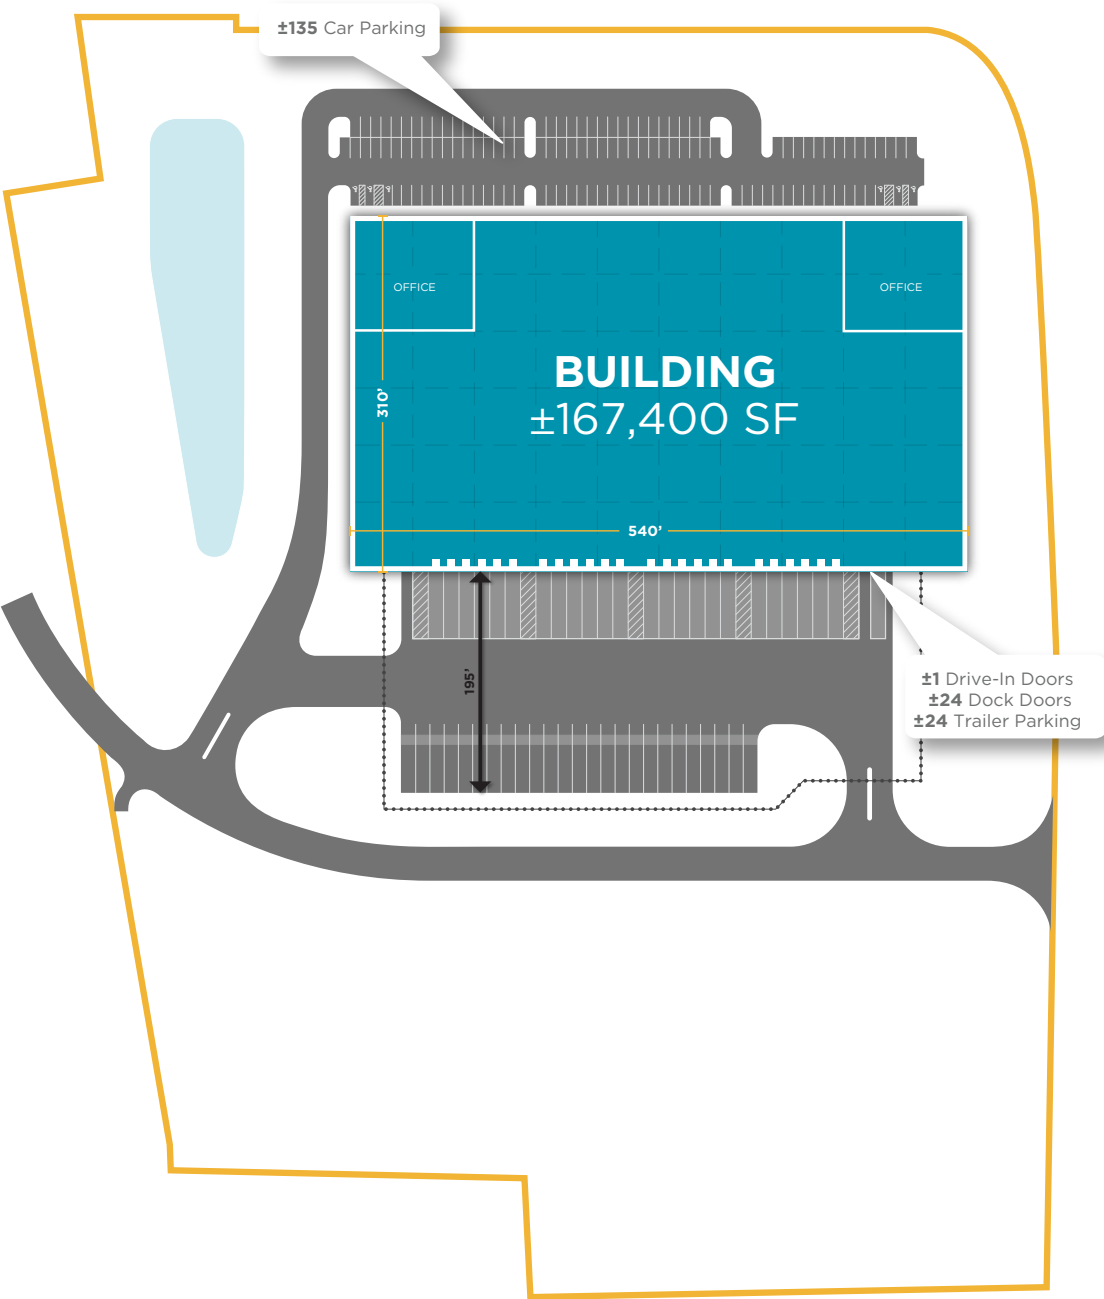 ±135 Car Parking
OFFICE
OFFICE
BUILDING
±167,400 SF
310’
540’
195’
±1 Drive-In Doors
±24 Dock Doors
±24 Trailer Parking